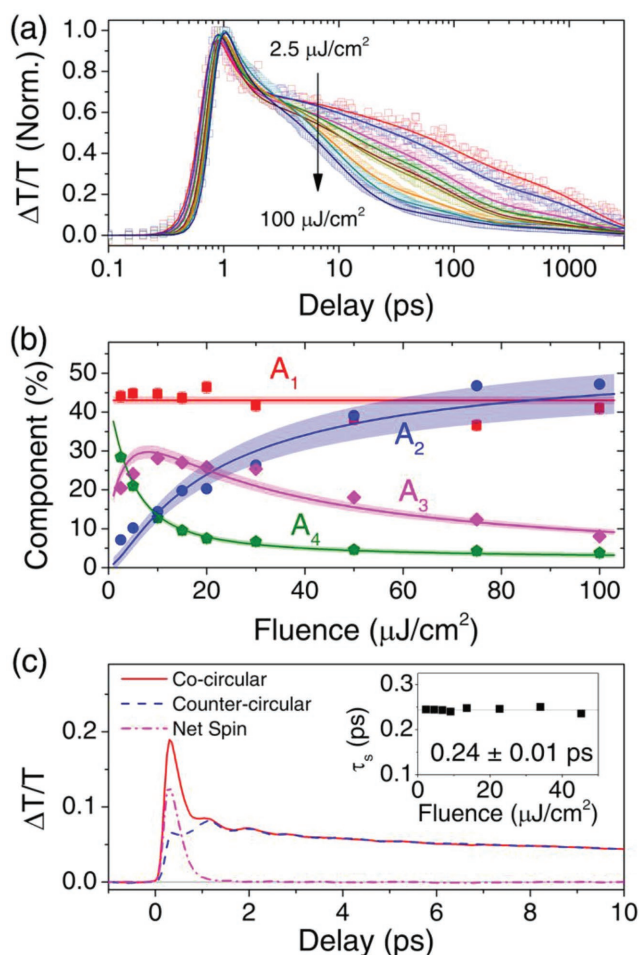 (a)
1.0
0.8
0.6
0.4
0.2
0.0
ΔT/T (Norm.)
2.5 μJ/cm²
100 μJ/cm²
0.1 1 10 100 1000
Delay (ps)
(b)
50
40
30
20
10
0
Component (%)
A₁
A₂
A₃
A₄
0 20 40 60 80 100
Fluence (μJ/cm²)
(c)
0.2
0.1
0.0
ΔT/T
Co-circular
Counter-circular
Net Spin
0.3
0.2
0.1
τₛ (ps)
0.24 ± 0.01 ps
0 20 40
Fluence (μJ/cm²)
0 2 4 6 8 10
Delay (ps)